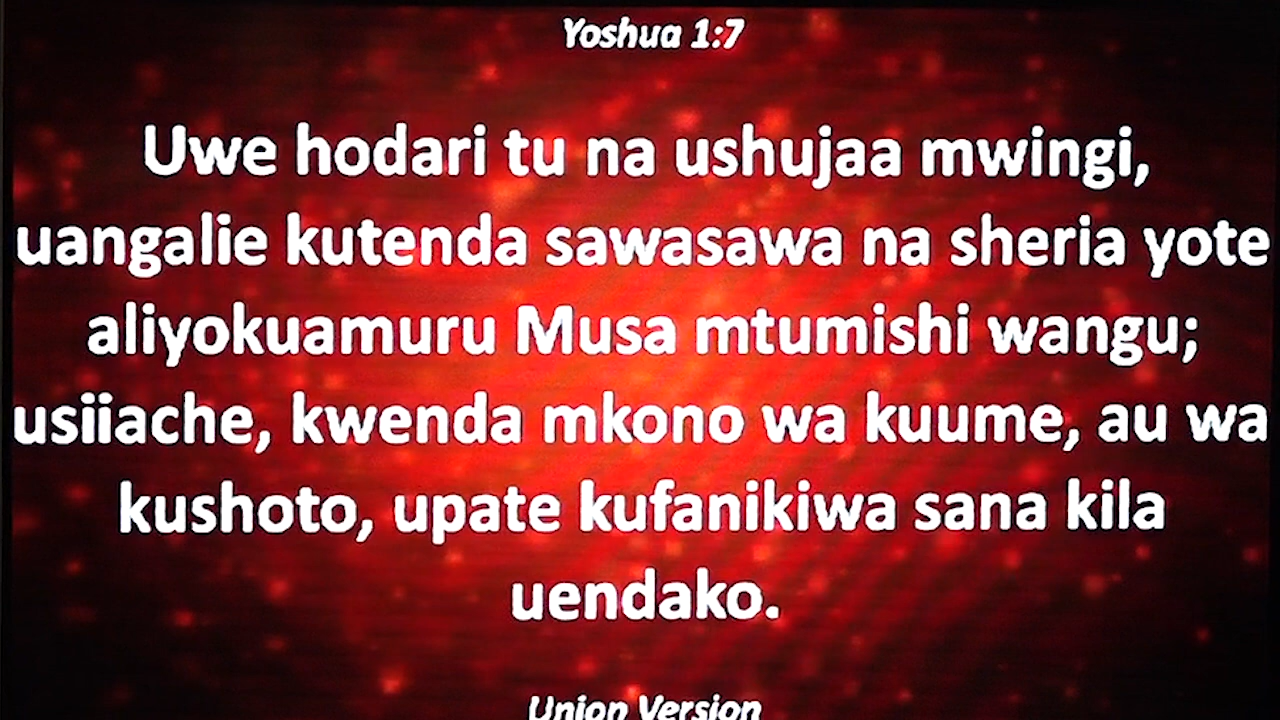 Yoshua 1:7
Uwe hodari tu na ushujaa mwingi,
uangalie kutenda sawasawa na sheria yote
aliyokuamuru Musa mtumishi wangu;
usiiache, kwenda mkono wa kuume, au wa
kushoto, upate kufanikiwa sana kila
uendako.
Union Version